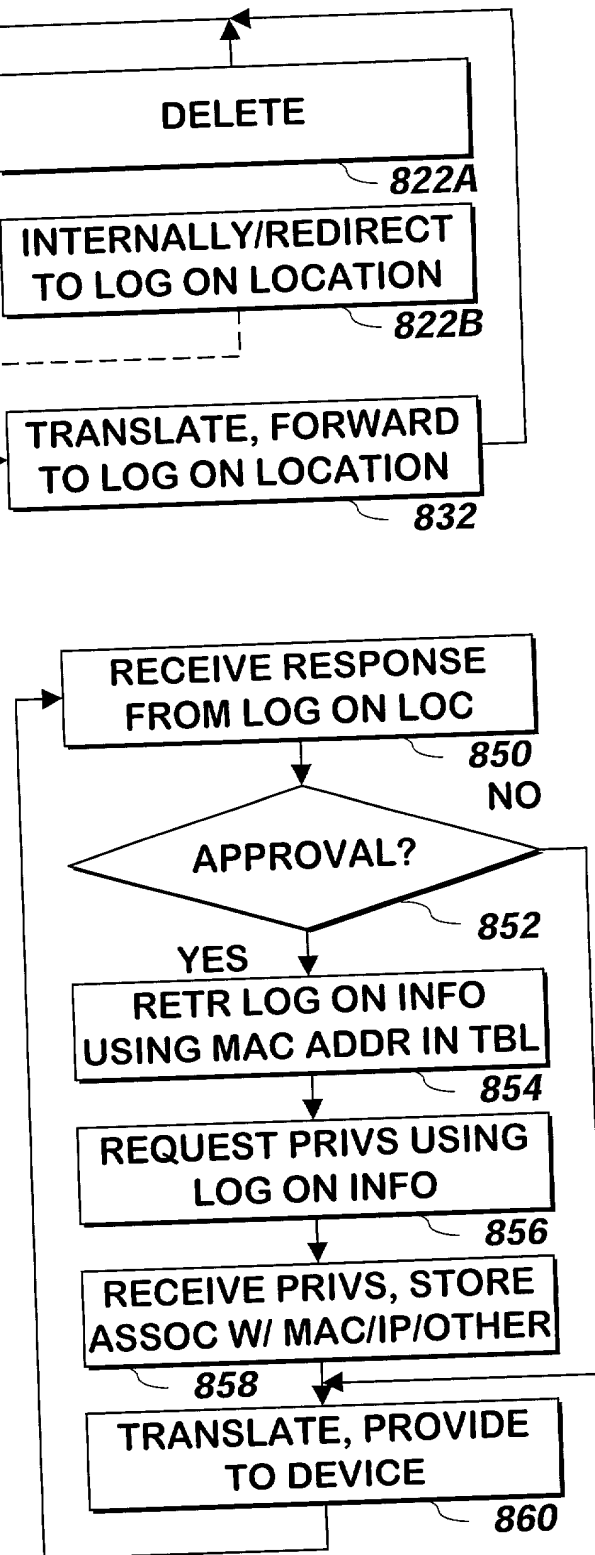 DELETE
822A
INTERNALLY/REDIRECT
TO LOG ON LOCATION
822B
TRANSLATE, FORWARD
TO LOG ON LOCATION
832
RECEIVE RESPONSE
FROM LOG ON LOC
850
NO
APPROVAL?
852
YES
RETR LOG ON INFO
USING MAC ADDR IN TBL
854
REQUEST PRIVS USING
LOG ON INFO
856
RECEIVE PRIVS, STORE
ASSOC W/ MAC/IP/OTHER
858
TRANSLATE, PROVIDE
TO DEVICE
860